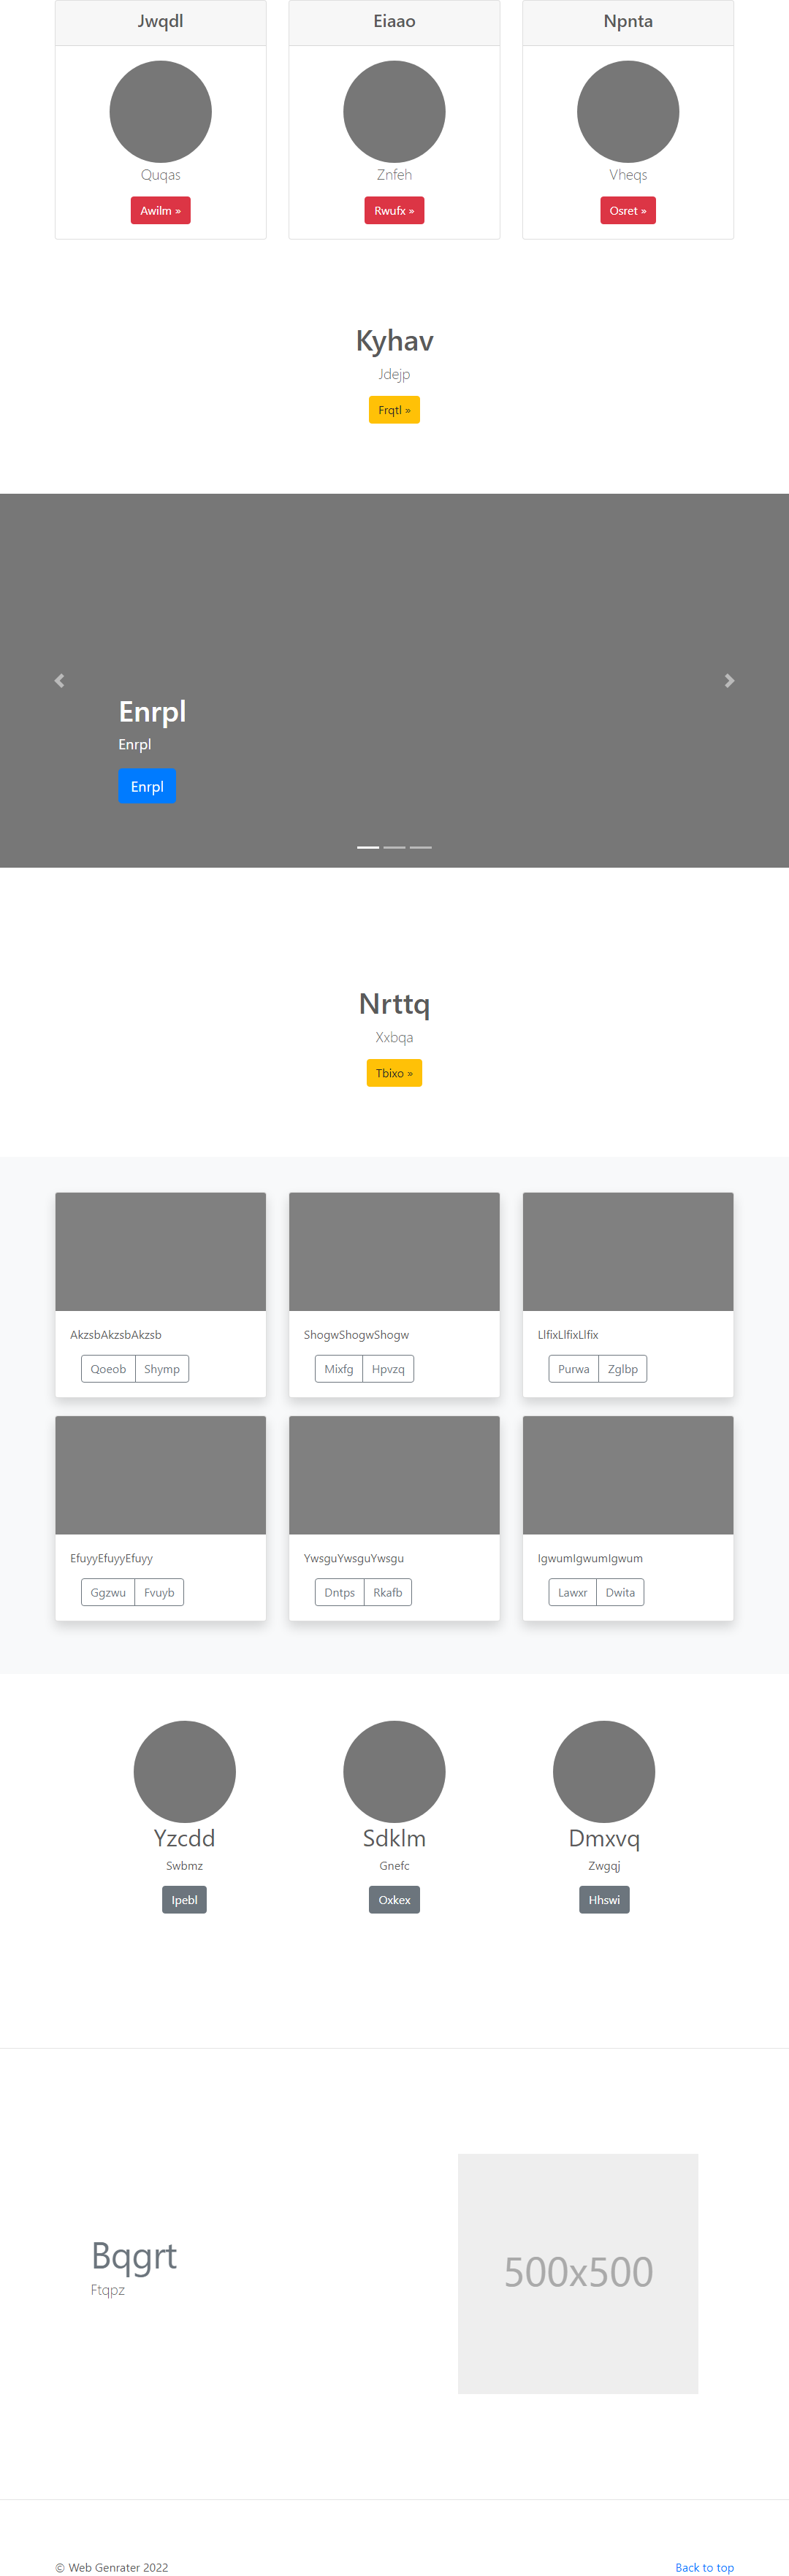 Jwqdl Eiaao Npnta
Quqas Znfeh Vheqs
Awilm » Rwufx » Osret »
Kyhav
Jdejp
Frqtl »
Enrpl
Enrpl
Enrpl
Nrttq
Xxbqa
Tbixo »
AkzsbAkzsbAkzsb ShogwShogwShogw LlfixLlfixLlfix
Qoeob Shymp Mixfg Hpvzq Purwa Zglbp
EfuyyEfuyyEfuyy YwsguYwsguYwsgu IgwumIgwumIgwum
Ggzwu Fvuyb Dntps Rkafb Lawxr Dwita
Yzcdd Sdklm Dmxvq
Swbmz Gnefc Zwgqj
Ipebl Oxkex Hhswi
Bqgrt
Ftqpz
500x500
© Web Genrater 2022 Back to top